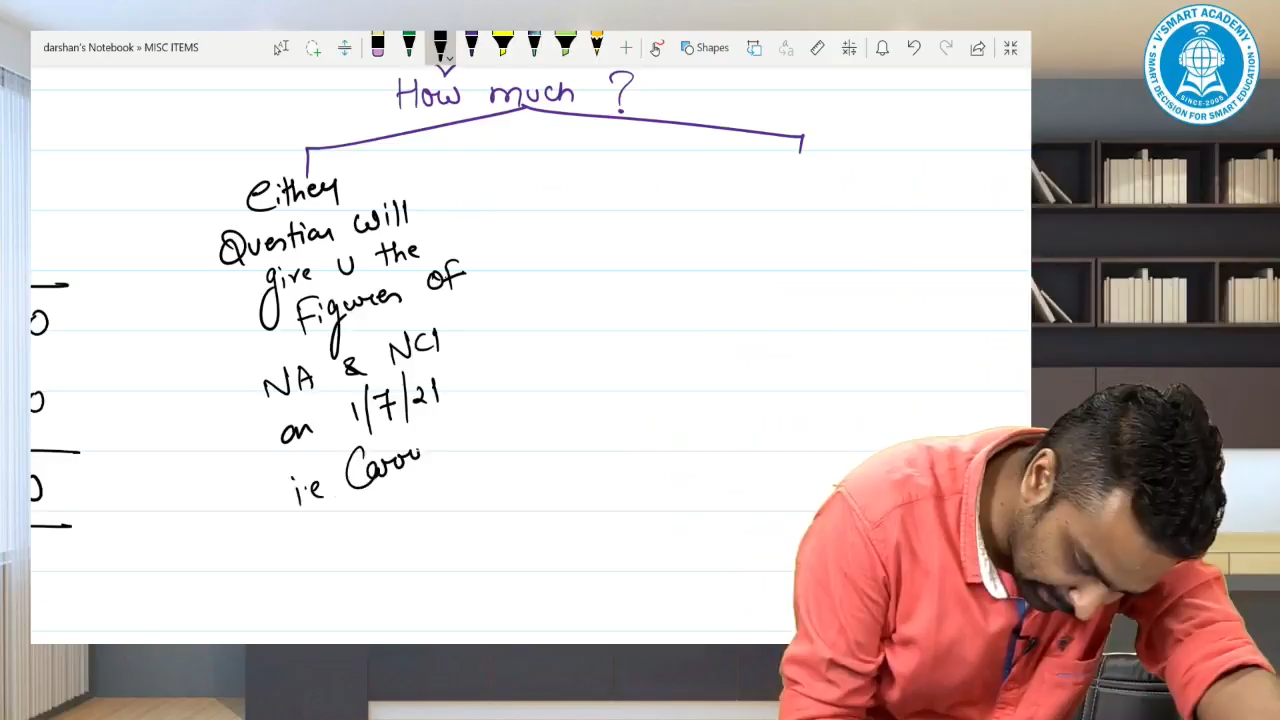 darshan's Notebook » MISC ITEMS
Shapes
How much ?
Either
Question will
give u the
Figures of
NA & NCI
on 1/7/21
i.e Carry
V'SMART ACADEMY
SINCE-2005
SMART DECISION FOR SMART EDUCATION